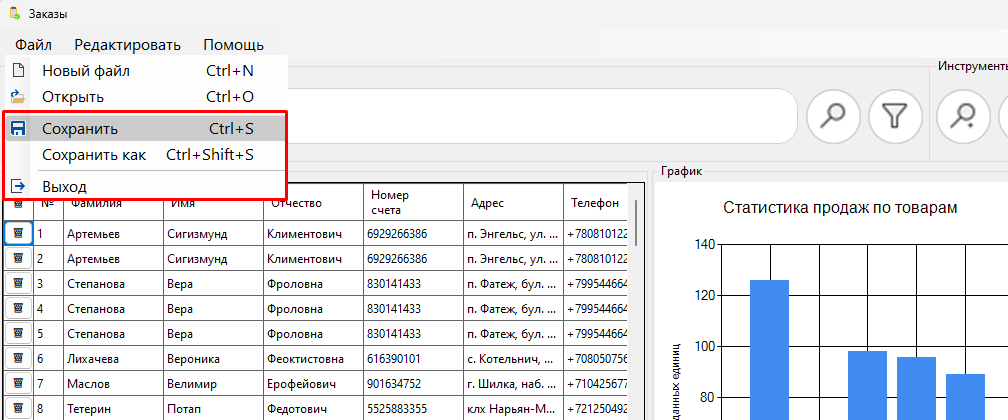 Заказы
Файл Редактировать Помощь
Новый файл Ctrl+N
Открыть Ctrl+O
Сохранить Ctrl+S
Сохранить как Ctrl+Shift+S
Выход
Инструменты
№ Фамилия Имя Отчество Номер счета Адрес Телефон
1 Артемьев Сигизмунд Климентович 6929266386 п. Энгельс, ул. ... +780810122
2 Артемьев Сигизмунд Климентович 6929266386 п. Энгельс, ул. ... +780810122
3 Степанова Вера Фроловна 830141433 п. Фатеж, бул. ... +799544664
4 Степанова Вера Фроловна 830141433 п. Фатеж, бул. ... +799544664
5 Степанова Вера Фроловна 830141433 п. Фатеж, бул. ... +799544664
6 Лихачева Вероника Феоктистовна 616390101 с. Котельнич, ... +708050756
7 Маслов Велимир Ерофейович 901634752 г. Шилка, наб. ... +710425677
8 Тетерин Потап Федотович 5525883355 клх Нарьян-М... +721250492
График
Статистика продаж по товарам
140
120
100
80
данных единиц